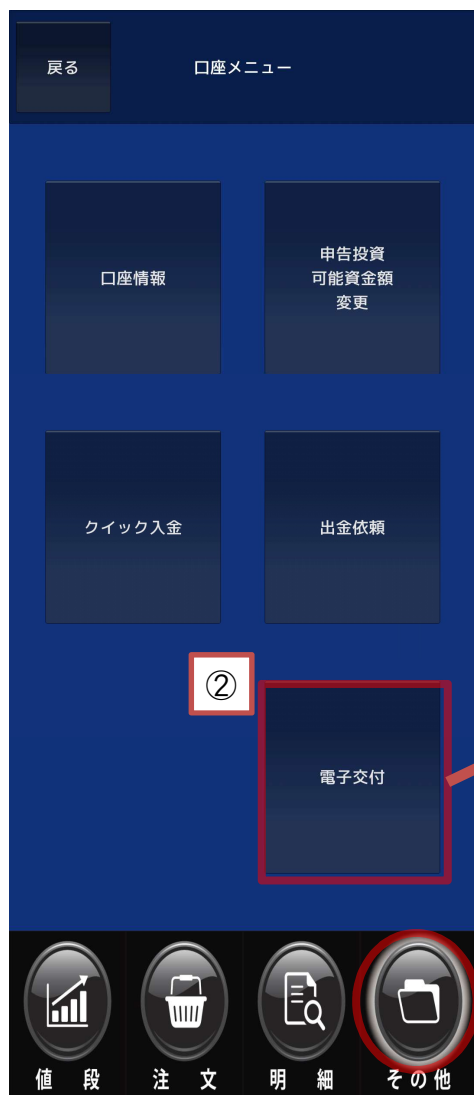 戻る
口座メニュー
口座情報
申告投資
可能資金額
変更
クイック入金
出金依頼
②
電子交付
値 段
注 文
明 細
その他